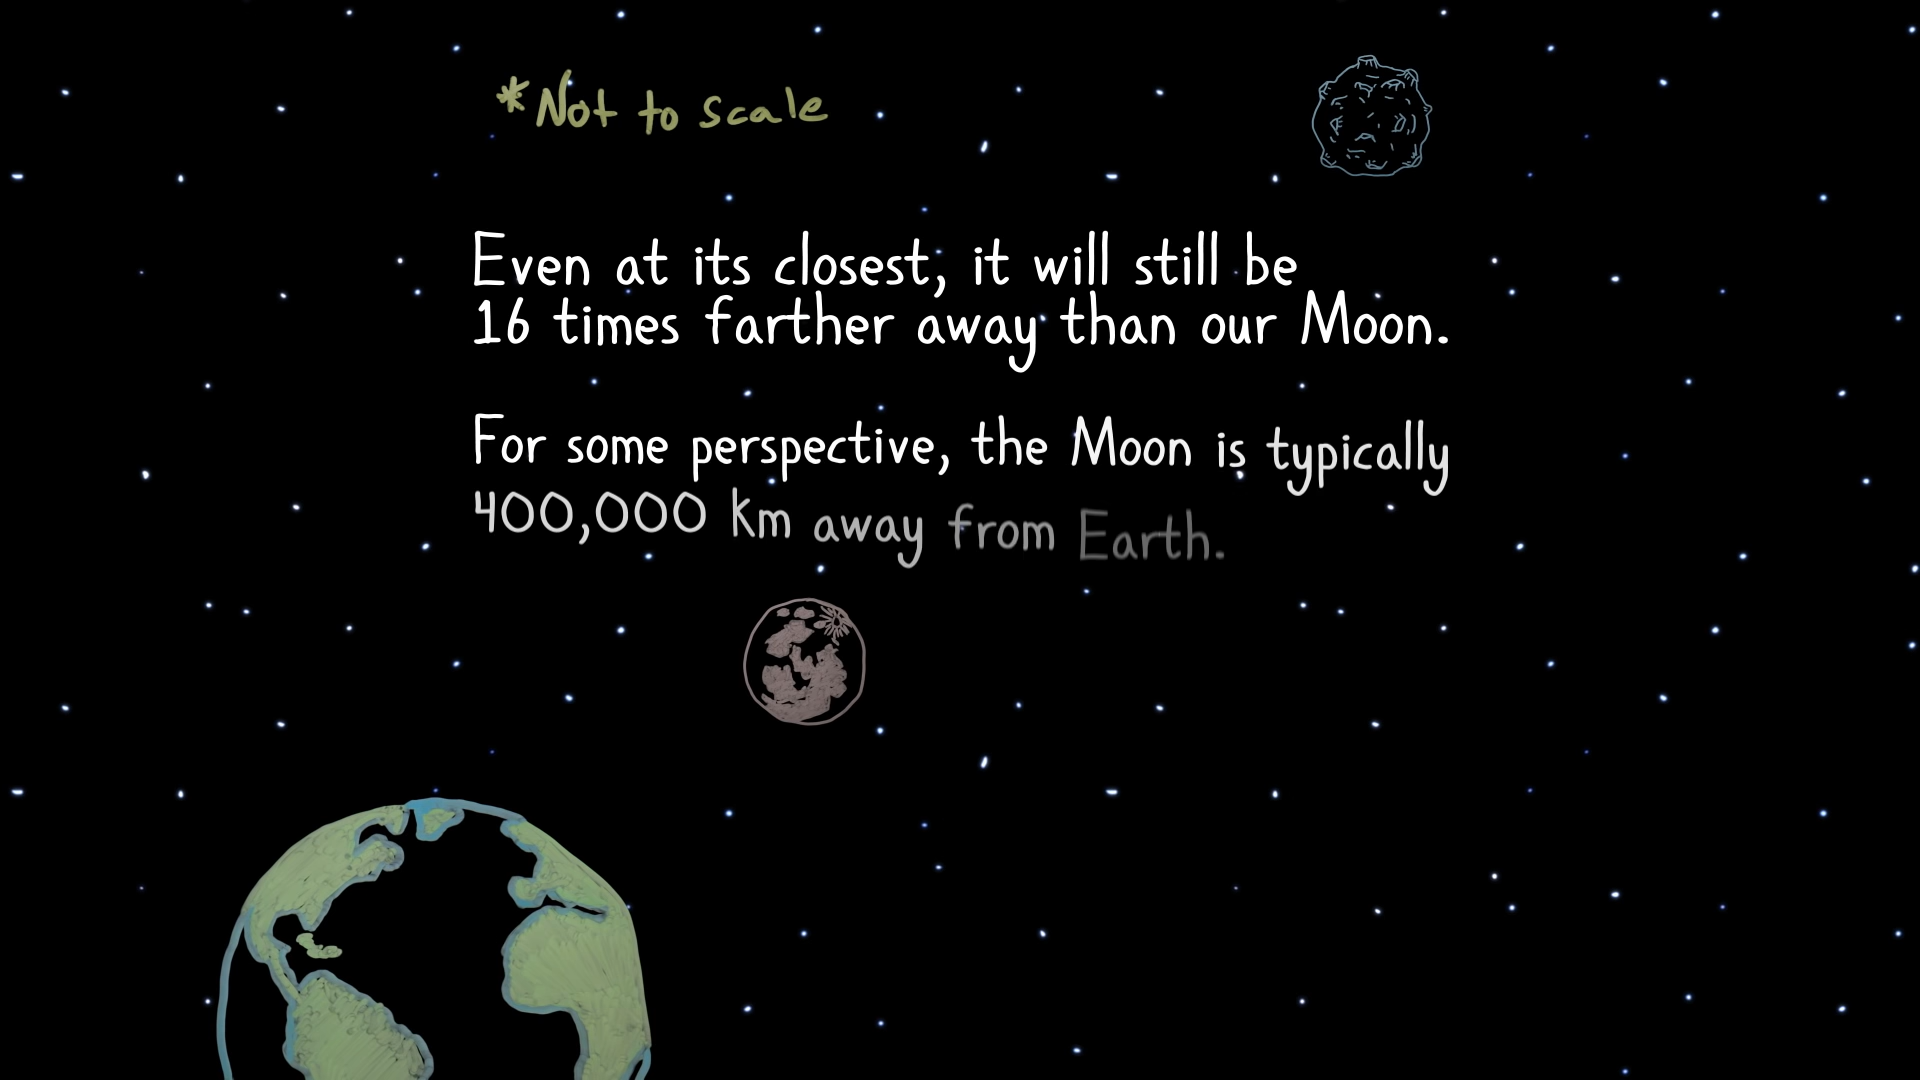 *Not to scale
Even at its closest, it will still be
16 times farther away than our Moon.
For some perspective, the Moon is typically
400,000 km away from Earth.